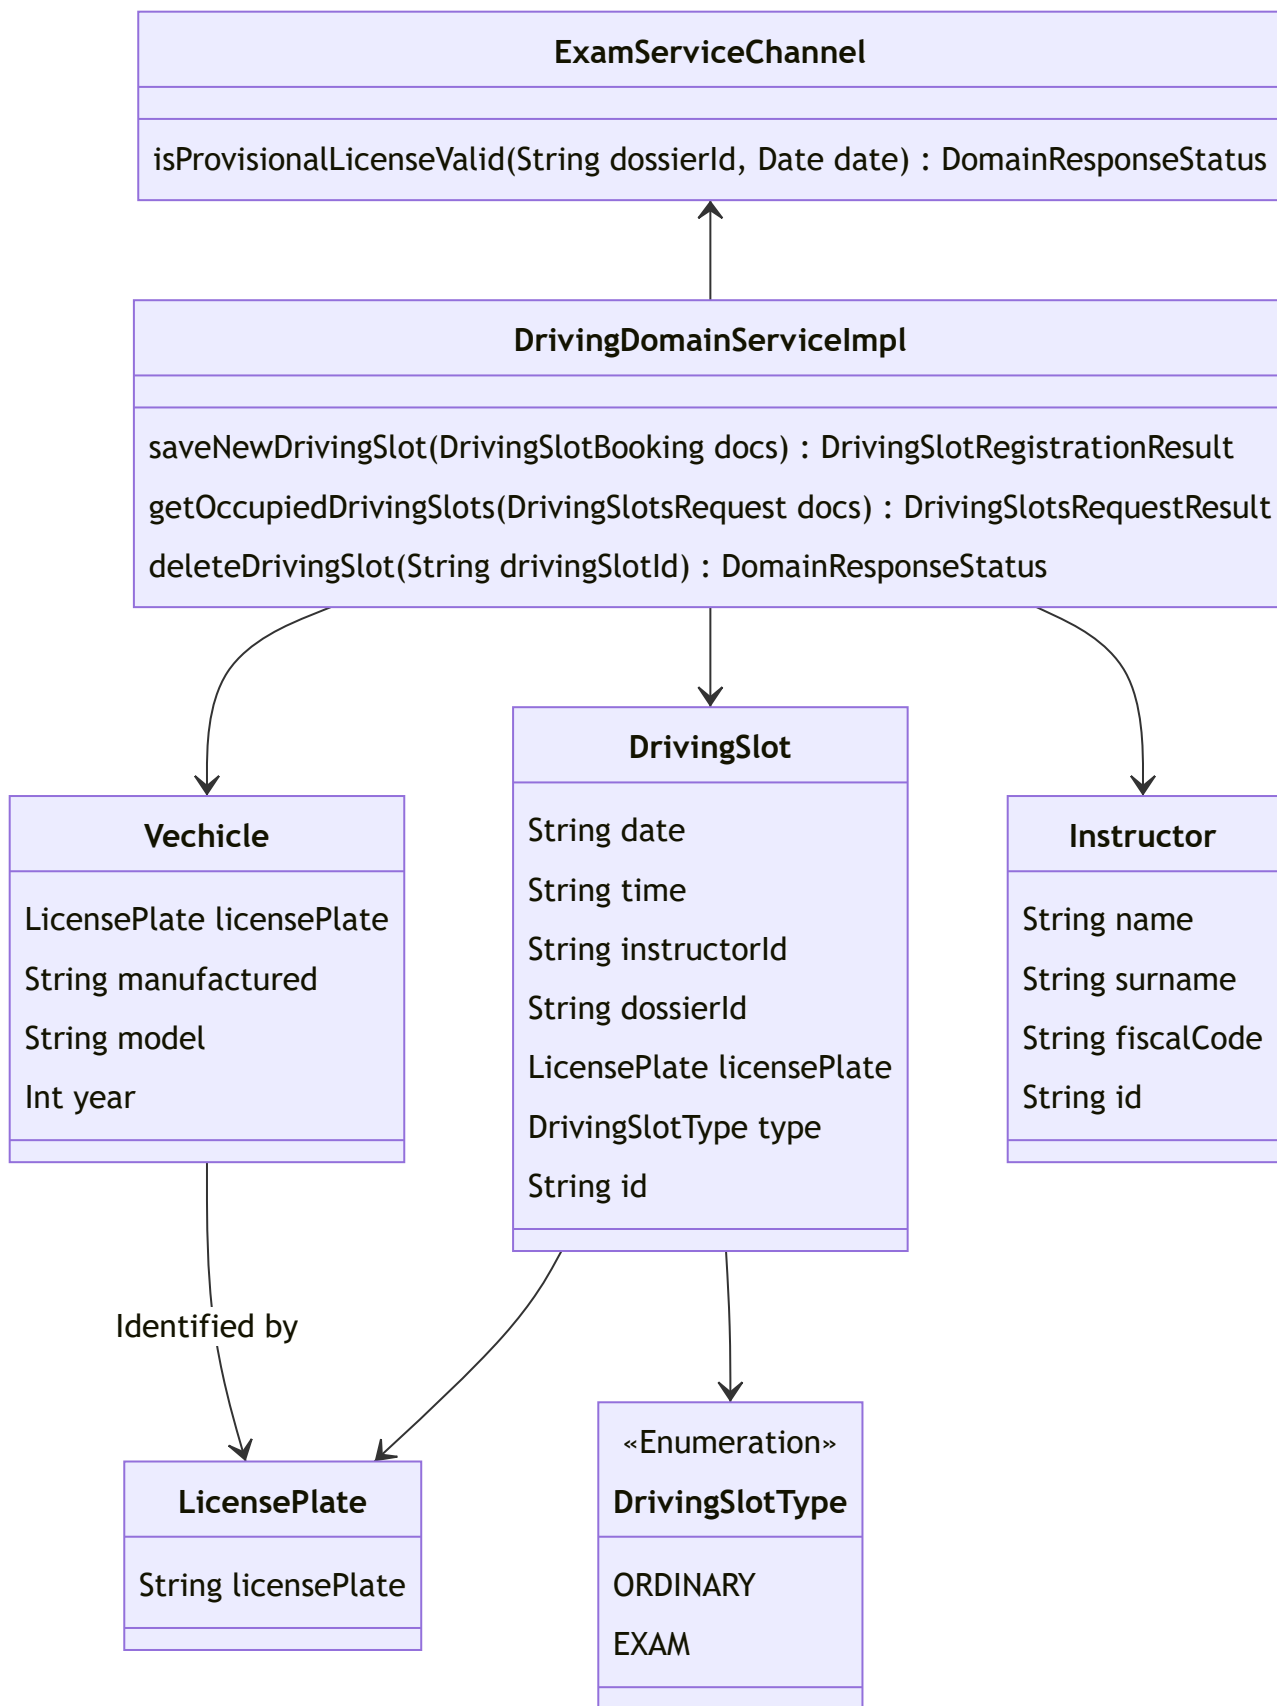 ExamServiceChannel
isProvisionalLicenseValid(String dossierId, Date date) : DomainResponseStatus
DrivingDomainServiceImpl
saveNewDrivingSlot(DrivingSlotBooking docs) : DrivingSlotRegistrationResult
getOccupiedDrivingSlots(DrivingSlotsRequest docs) : DrivingSlotsRequestResult
deleteDrivingSlot(String drivingSlotId) : DomainResponseStatus
Vechicle
LicensePlate licensePlate
String manufactured
String model
Int year
DrivingSlot
String date
String time
String instructorId
String dossierId
LicensePlate licensePlate
DrivingSlotType type
String id
Instructor
String name
String surname
String fiscalCode
String id
Identified by
LicensePlate
String licensePlate
«Enumeration»
DrivingSlotType
ORDINARY
EXAM